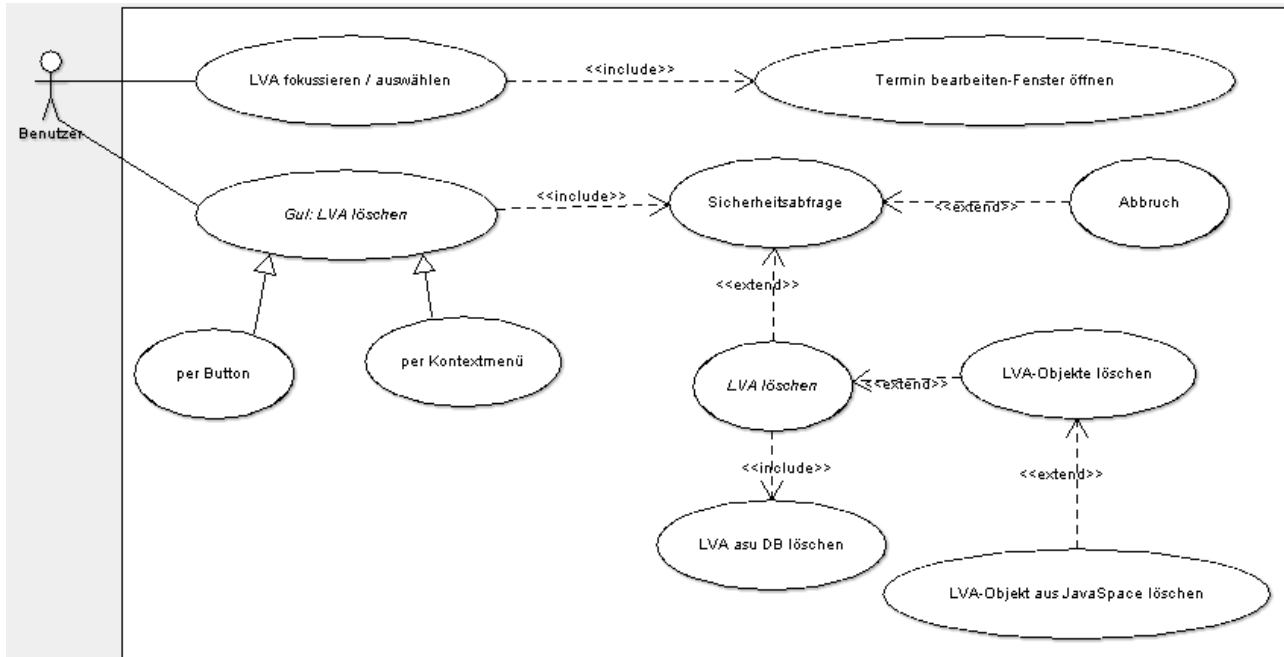 LVA fokussieren / auswählen
<<include>>
Termin bearbeiten-Fenster öffnen
Benutzer
GuI: LVA löschen
<<include>>
Sicherheitsabfrage
<<extend>>
Abbruch
<<extend>>
per Button
per Kontextmenü
LVA löschen
<<extend>>
LVA-Objekte löschen
<<include>>
<<extend>>
LVA asu DB löschen
LVA-Objekt aus JavaSpace löschen